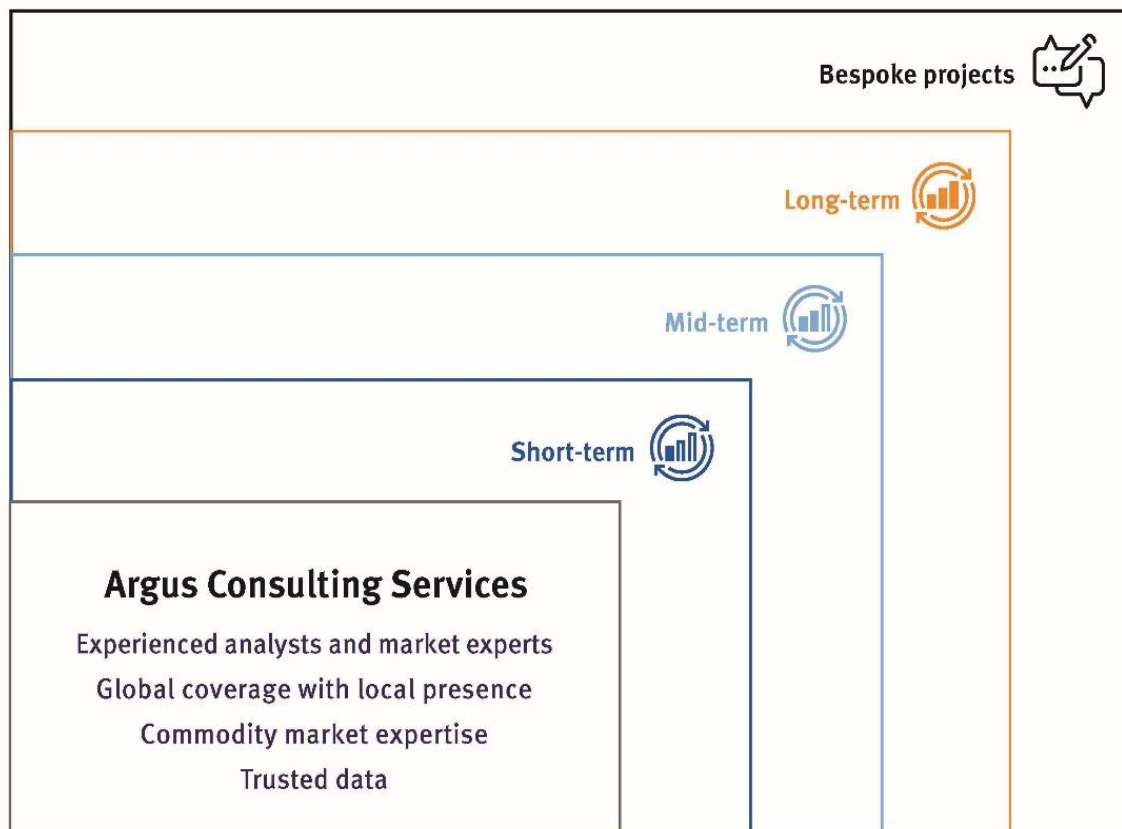 Bespoke projects
Long-term
Mid-term
Short-term
Argus Consulting Services
Experienced analysts and market experts
Global coverage with local presence
Commodity market expertise
Trusted data